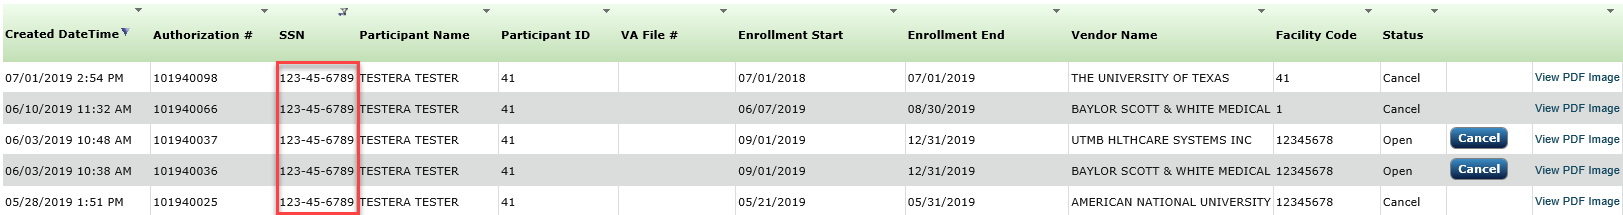 Created DateTime Authorization # SSN Participant Name Participant ID VA File # Enrollment Start Enrollment End Vendor Name Facility Code Status
07/01/2019 2:54 PM 101940098 123-45-6789 TESTERA TESTER 41 07/01/2018 07/01/2019 THE UNIVERSITY OF TEXAS 41 Cancel View PDF Image
06/10/2019 11:32 AM 101940066 123-45-6789 TESTERA TESTER 41 06/07/2019 08/30/2019 BAYLOR SCOTT & WHITE MEDICAL 1 Cancel View PDF Image
06/03/2019 10:48 AM 101940037 123-45-6789 TESTERA TESTER 41 09/01/2019 12/31/2019 UTMB HLTHCARE SYSTEMS INC 12345678 Open Cancel View PDF Image
06/03/2019 10:38 AM 101940036 123-45-6789 TESTERA TESTER 41 09/01/2019 12/31/2019 BAYLOR SCOTT & WHITE MEDICAL 12345678 Open Cancel View PDF Image
05/28/2019 1:51 PM 101940025 123-45-6789 TESTERA TESTER 41 05/21/2019 05/31/2019 AMERICAN NATIONAL UNIVERSITY 12345678 Cancel View PDF Image